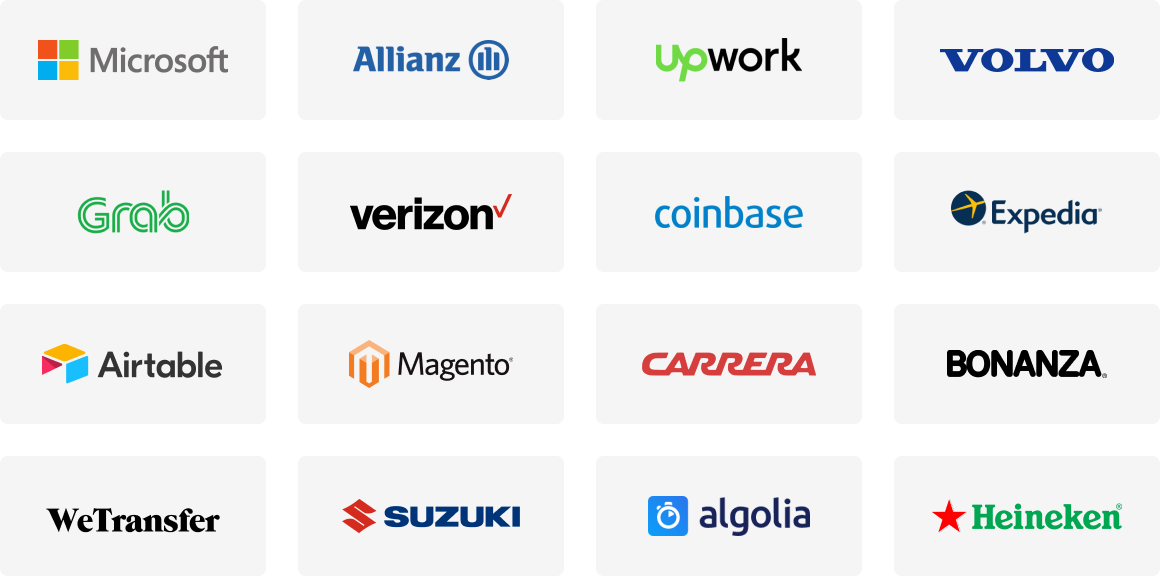 Microsoft
Allianz
upwork
VOLVO
Grab
verizon
coinbase
Expedia®
Airtable
Magento®
CARRERA
BONANZA®
WeTransfer
SUZUKI
algolia
Heineken®